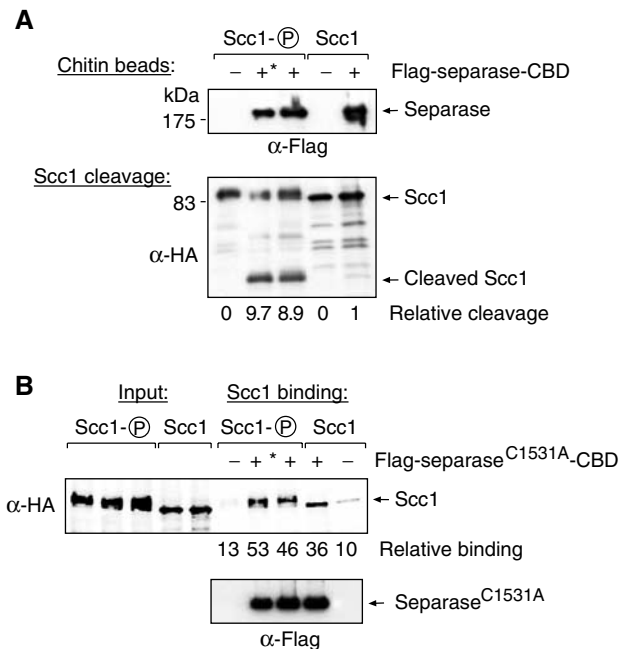 A
Scc1-Ⓟ Scc1
Chitin beads: – +* + – + Flag-separase-CBD
kDa
175 - ← Separase
α-Flag
Scc1 cleavage:
83 - ← Scc1
α-HA
← Cleaved Scc1
0 9.7 8.9 0 1 Relative cleavage
B
Input: Scc1 binding:
Scc1-Ⓟ Scc1 Scc1-Ⓟ Scc1
– + * + + – Flag-separase^C1531A-CBD
α-HA ← Scc1
13 53 46 36 10 Relative binding
← Separase^C1531A
α-Flag